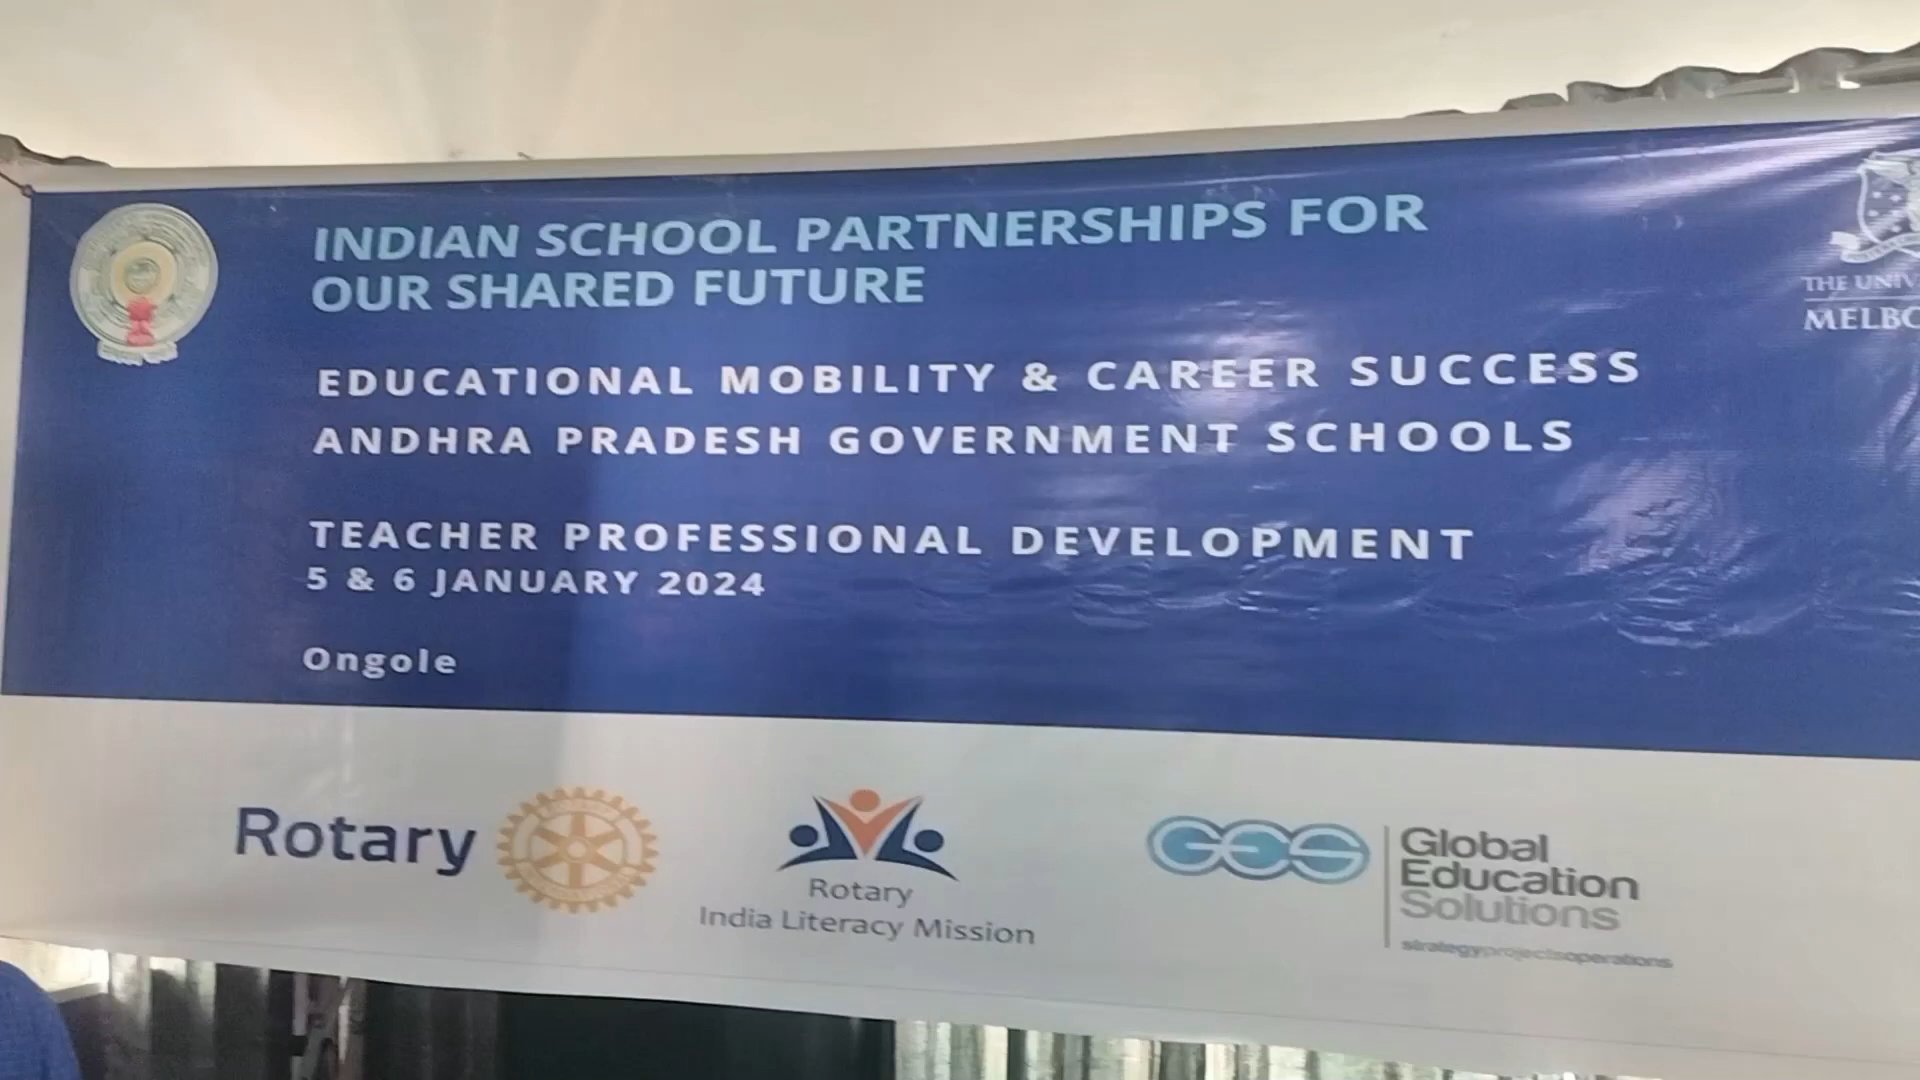 INDIAN SCHOOL PARTNERSHIPS FOR
OUR SHARED FUTURE
EDUCATIONAL MOBILITY & CAREER SUCCESS
ANDHRA PRADESH GOVERNMENT SCHOOLS
TEACHER PROFESSIONAL DEVELOPMENT
5 & 6 JANUARY 2024
Ongole
THE UNIV
MELBO
Rotary
Rotary
India Literacy Mission
GES
Global
Education
Solutions
strategyprojectsoperations